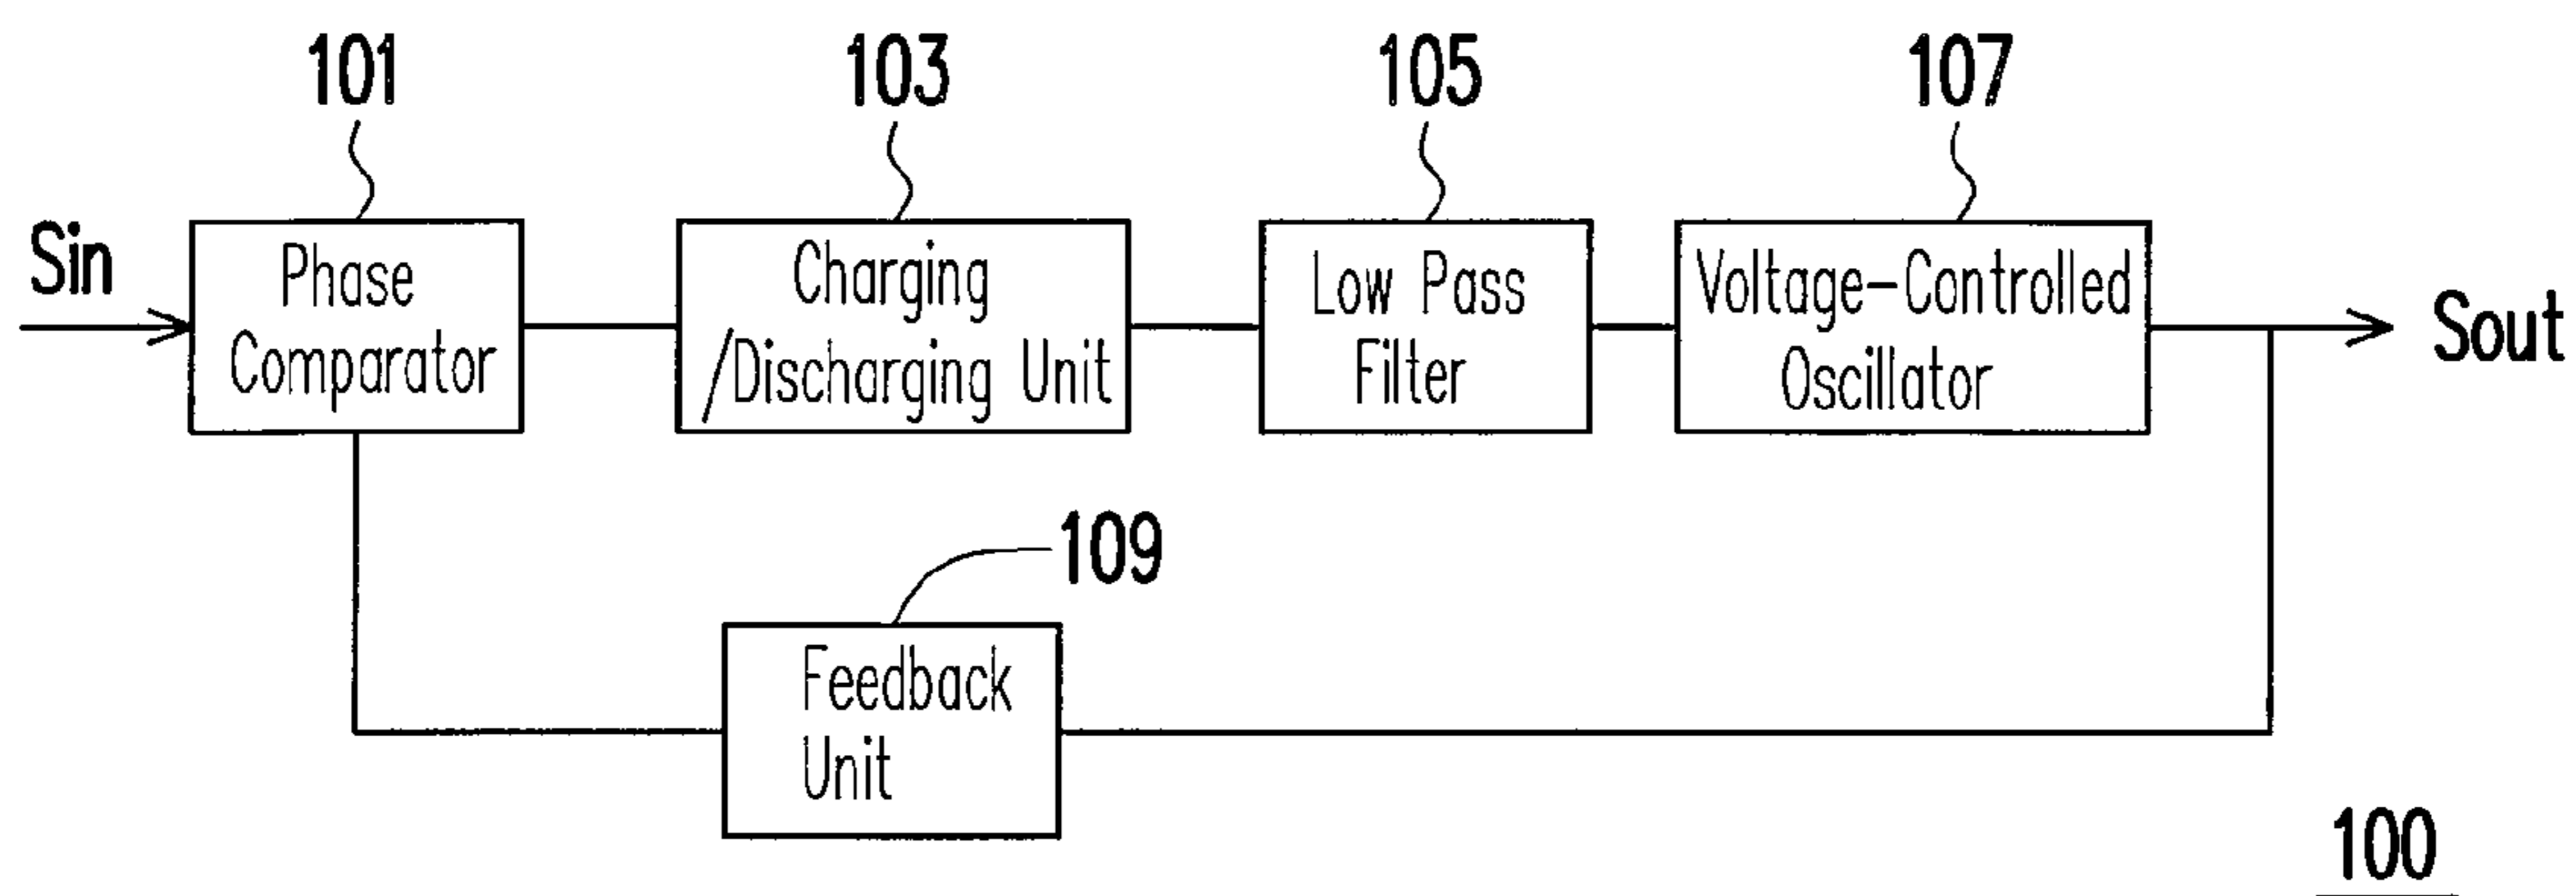 101
103
105
107
Sin
Phase
Comparator
Charging
/Discharging Unit
Low Pass
Filter
Voltage-Controlled
Oscillator
Sout
109
Feedback
Unit
100